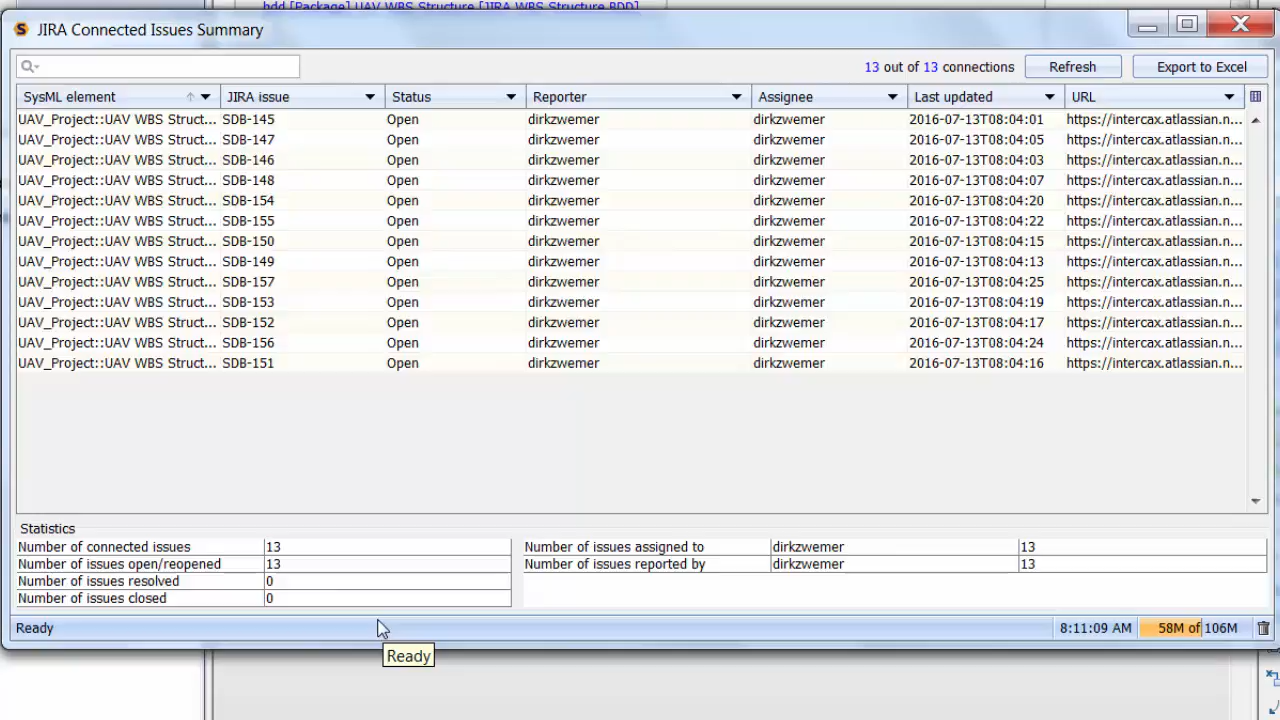 bdd [Package] UAV WBS Structure [JIRA WBS Structure BDD]
JIRA Connected Issues Summary
13 out of 13 connections Refresh Export to Excel
SysML element JIRA issue Status Reporter Assignee Last updated URL
UAV_Project::UAV WBS Struct... SDB-145 Open dirkzwemer dirkzwemer 2016-07-13T08:04:01 https://intercax.atlassian.n...
UAV_Project::UAV WBS Struct... SDB-147 Open dirkzwemer dirkzwemer 2016-07-13T08:04:05 https://intercax.atlassian.n...
UAV_Project::UAV WBS Struct... SDB-146 Open dirkzwemer dirkzwemer 2016-07-13T08:04:03 https://intercax.atlassian.n...
UAV_Project::UAV WBS Struct... SDB-148 Open dirkzwemer dirkzwemer 2016-07-13T08:04:07 https://intercax.atlassian.n...
UAV_Project::UAV WBS Struct... SDB-154 Open dirkzwemer dirkzwemer 2016-07-13T08:04:20 https://intercax.atlassian.n...
UAV_Project::UAV WBS Struct... SDB-155 Open dirkzwemer dirkzwemer 2016-07-13T08:04:22 https://intercax.atlassian.n...
UAV_Project::UAV WBS Struct... SDB-150 Open dirkzwemer dirkzwemer 2016-07-13T08:04:15 https://intercax.atlassian.n...
UAV_Project::UAV WBS Struct... SDB-149 Open dirkzwemer dirkzwemer 2016-07-13T08:04:13 https://intercax.atlassian.n...
UAV_Project::UAV WBS Struct... SDB-157 Open dirkzwemer dirkzwemer 2016-07-13T08:04:25 https://intercax.atlassian.n...
UAV_Project::UAV WBS Struct... SDB-153 Open dirkzwemer dirkzwemer 2016-07-13T08:04:19 https://intercax.atlassian.n...
UAV_Project::UAV WBS Struct... SDB-152 Open dirkzwemer dirkzwemer 2016-07-13T08:04:17 https://intercax.atlassian.n...
UAV_Project::UAV WBS Struct... SDB-156 Open dirkzwemer dirkzwemer 2016-07-13T08:04:24 https://intercax.atlassian.n...
UAV_Project::UAV WBS Struct... SDB-151 Open dirkzwemer dirkzwemer 2016-07-13T08:04:16 https://intercax.atlassian.n...
Statistics
Number of connected issues 13 Number of issues assigned to dirkzwemer 13
Number of issues open/reopened 13 Number of issues reported by dirkzwemer 13
Number of issues resolved 0
Number of issues closed 0
Ready 8:11:09 AM 58M of 106M
Ready